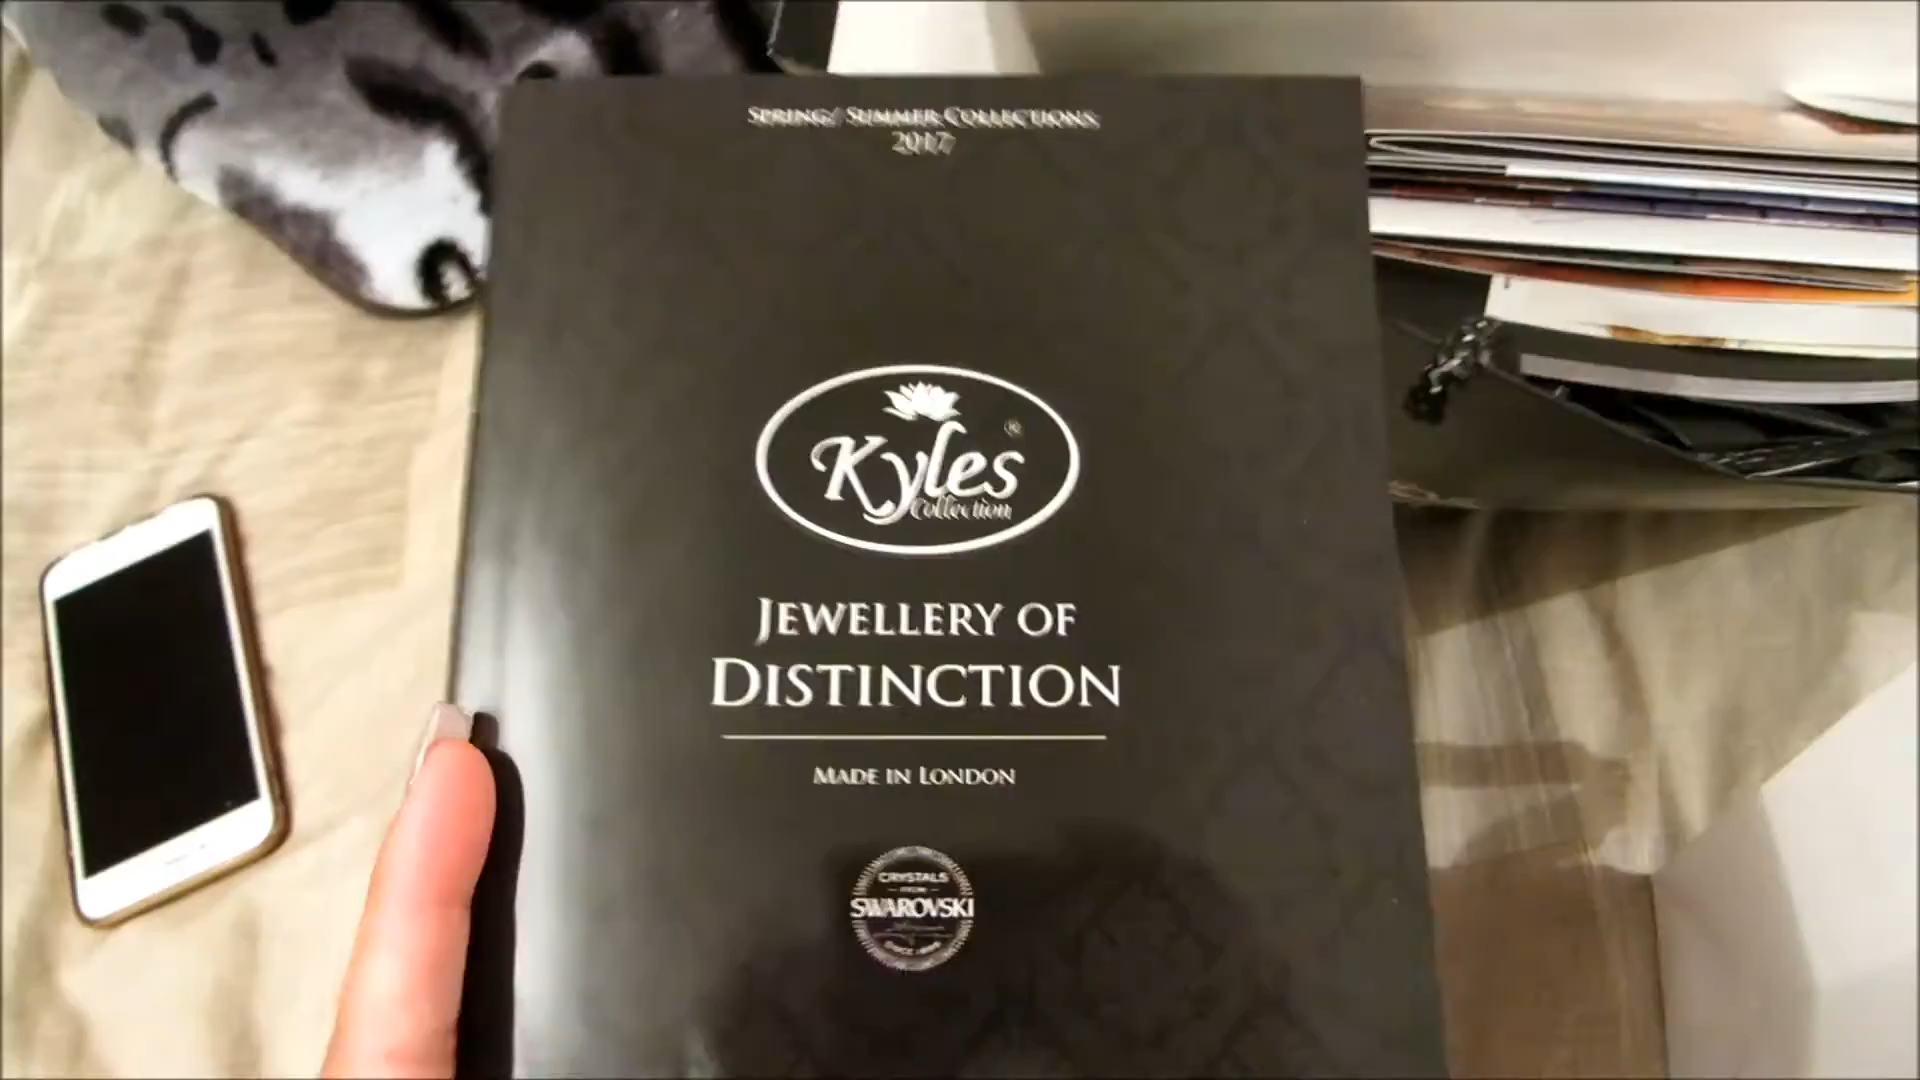 SPRING/ SUMMER COLLECTIONS
2017
Kyles ®
Collection
JEWELLERY OF
DISTINCTION
MADE IN LONDON
CRYSTALS
FROM
SWAROVSKI